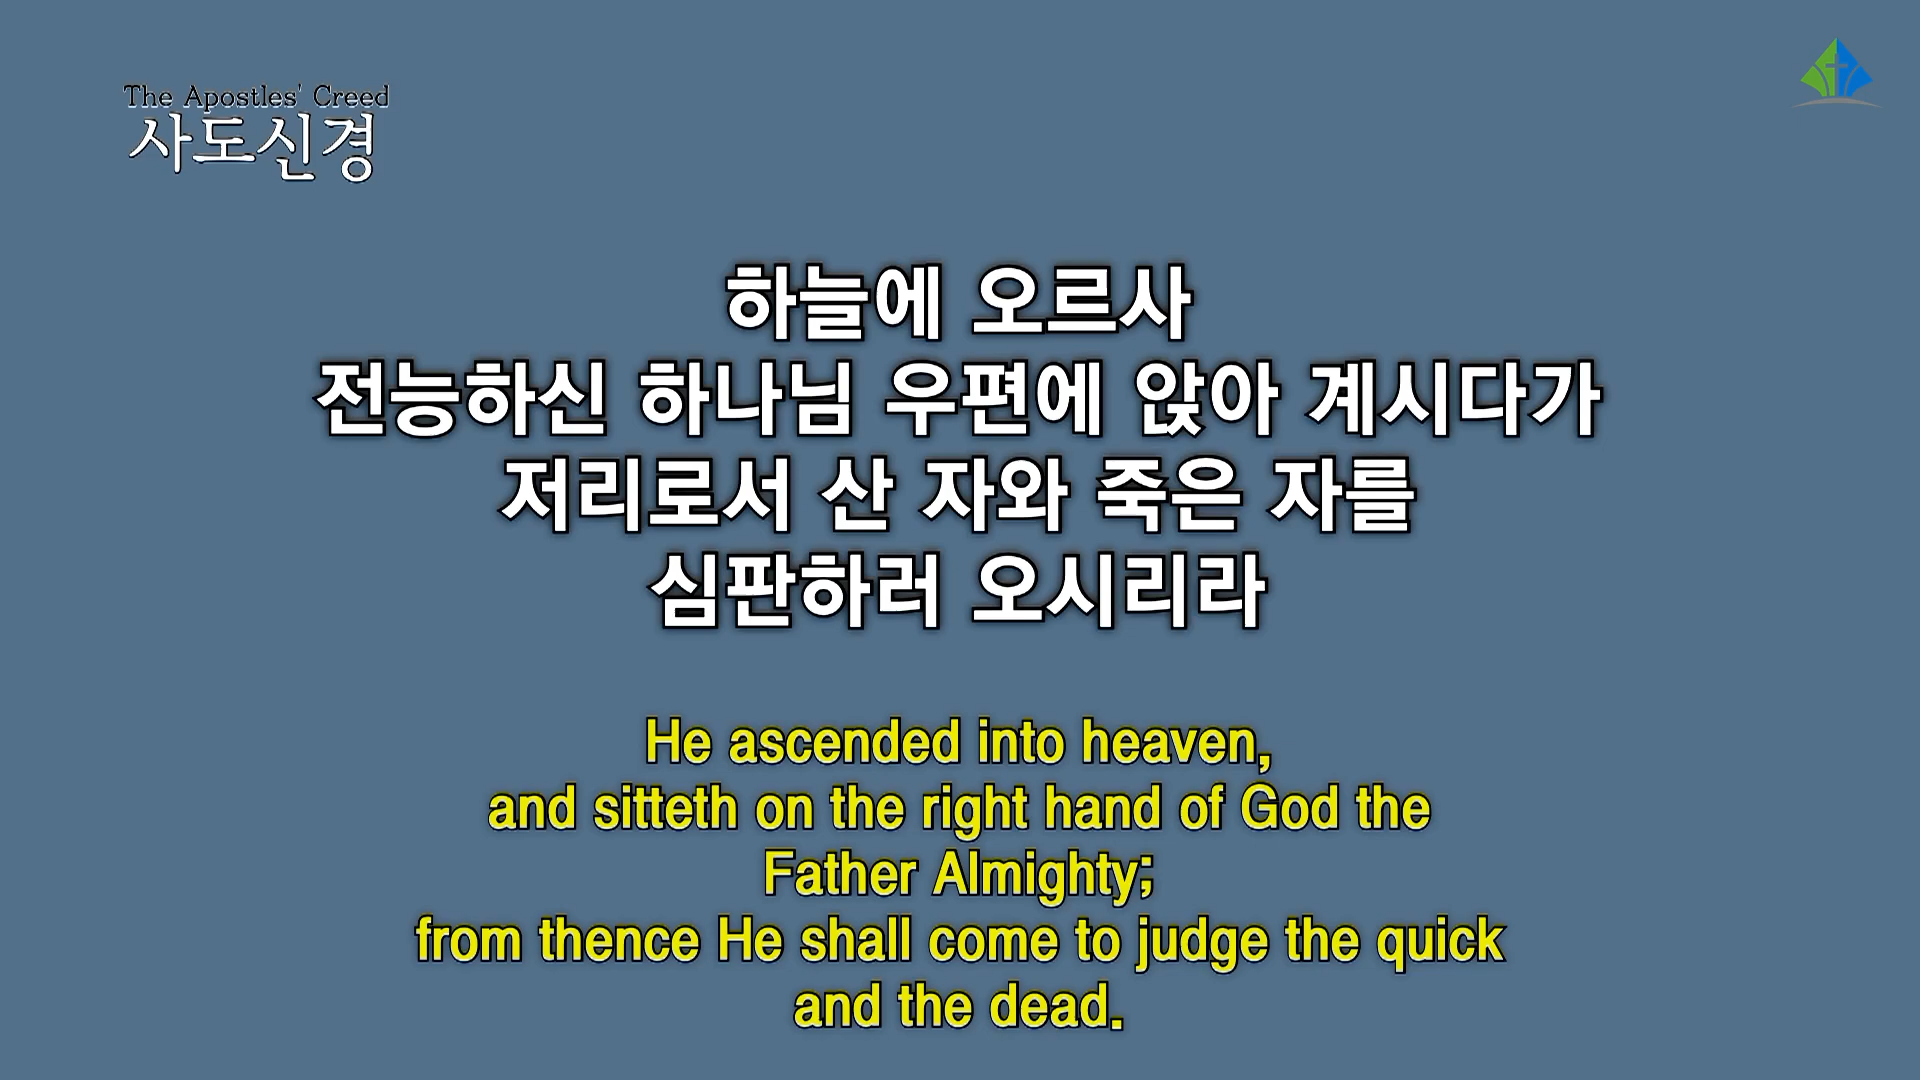 The Apostles' Creed
사도신경
하늘에 오르사
전능하신 하나님 우편에 앉아 계시다가
저리로서 산 자와 죽은 자를
심판하러 오시리라
He ascended into heaven,
and sitteth on the right hand of God the
Father Almighty;
from thence He shall come to judge the quick
and the dead.